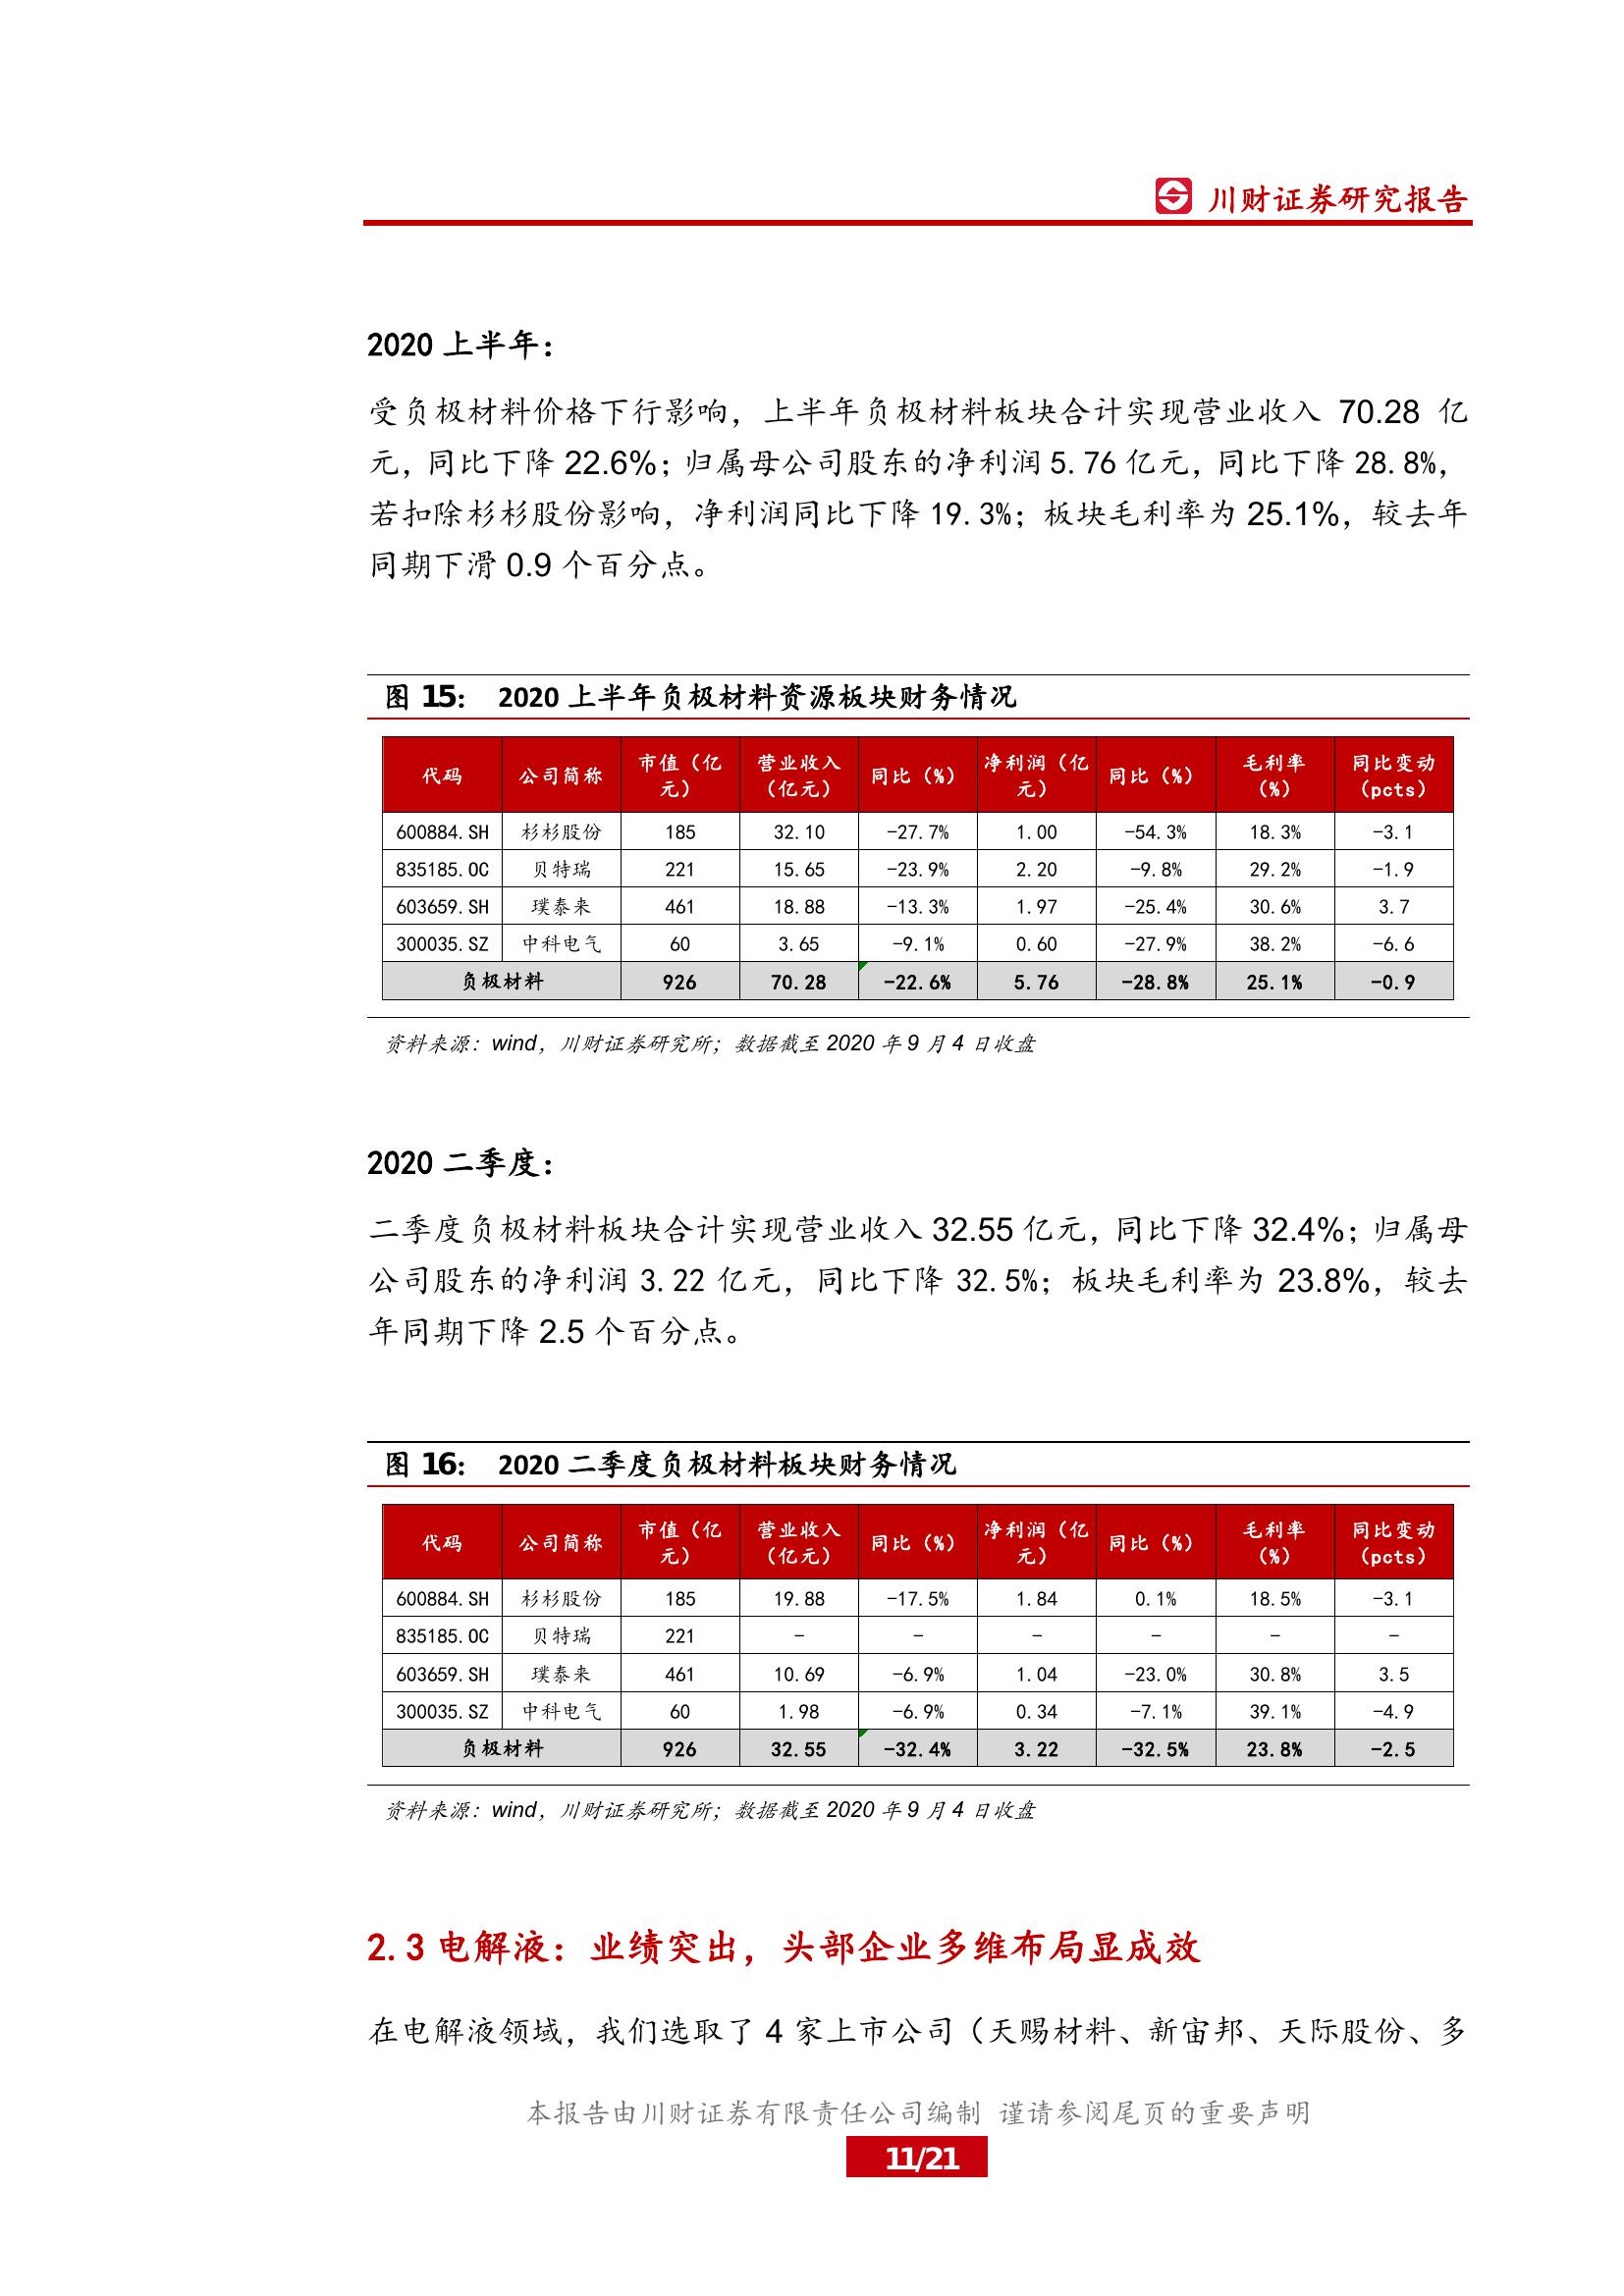 川财证券研究报告
2020 上半年：
受负极材料价格下行影响，上半年负极材料板块合计实现营业收入 70.28 亿
元，同比下降 22.6%；归属母公司股东的净利润 5.76 亿元，同比下降 28.8%，
若扣除杉杉股份影响，净利润同比下降 19.3%；板块毛利率为 25.1%，较去年
同期下滑 0.9 个百分点。
图 15： 2020 上半年负极材料资源板块财务情况
代码 公司简称 市值（亿元） 营业收入（亿元） 同比（%） 净利润（亿元） 同比（%） 毛利率（%） 同比变动（pcts）
600884.SH 杉杉股份 185 32.10 -27.7% 1.00 -54.3% 18.3% -3.1
835185.OC 贝特瑞 221 15.65 -23.9% 2.20 -9.8% 29.2% -1.9
603659.SH 璞泰来 461 18.88 -13.3% 1.97 -25.4% 30.6% 3.7
300035.SZ 中科电气 60 3.65 -9.1% 0.60 -27.9% 38.2% -6.6
负极材料 926 70.28 -22.6% 5.76 -28.8% 25.1% -0.9
资料来源：wind，川财证券研究所；数据截至 2020 年 9 月 4 日收盘
2020 二季度：
二季度负极材料板块合计实现营业收入 32.55 亿元，同比下降 32.4%；归属母
公司股东的净利润 3.22 亿元，同比下降 32.5%；板块毛利率为 23.8%，较去
年同期下降 2.5 个百分点。
图 16： 2020 二季度负极材料板块财务情况
代码 公司简称 市值（亿元） 营业收入（亿元） 同比（%） 净利润（亿元） 同比（%） 毛利率（%） 同比变动（pcts）
600884.SH 杉杉股份 185 19.88 -17.5% 1.84 0.1% 18.5% -3.1
835185.OC 贝特瑞 221 - - - - - -
603659.SH 璞泰来 461 10.69 -6.9% 1.04 -23.0% 30.8% 3.5
300035.SZ 中科电气 60 1.98 -6.9% 0.34 -7.1% 39.1% -4.9
负极材料 926 32.55 -32.4% 3.22 -32.5% 23.8% -2.5
资料来源：wind，川财证券研究所；数据截至 2020 年 9 月 4 日收盘
2.3 电解液：业绩突出，头部企业多维布局显成效
在电解液领域，我们选取了 4 家上市公司（天赐材料、新宙邦、天际股份、多
本报告由川财证券有限责任公司编制 谨请参阅尾页的重要声明
11/21